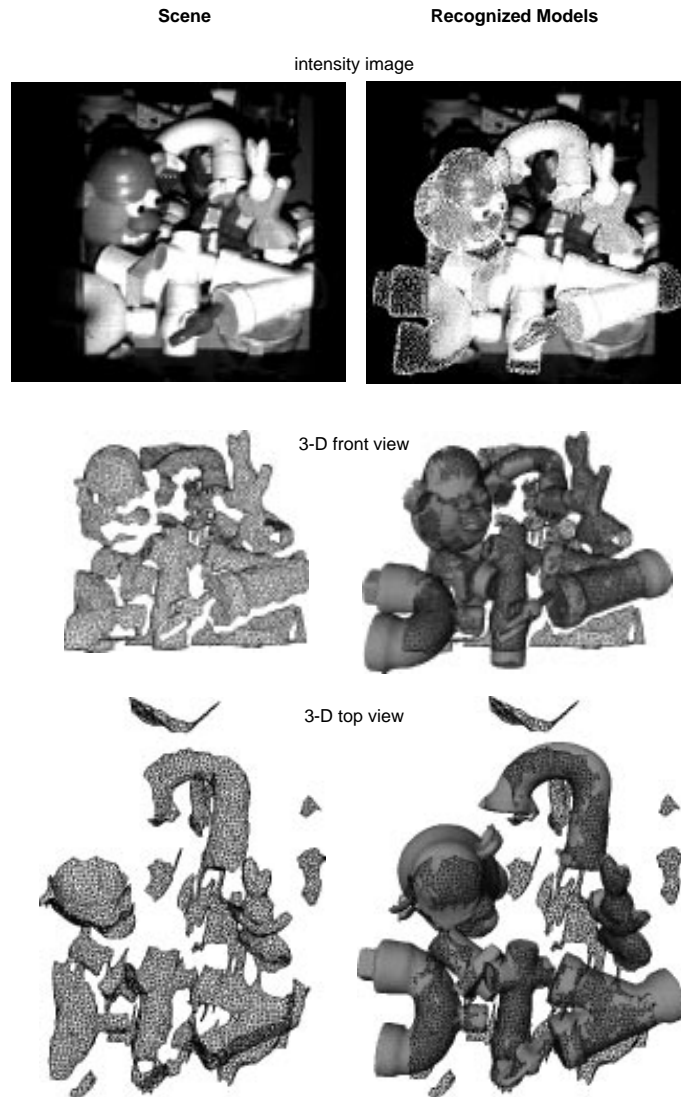 Scene
Recognized Models
intensity image
3-D front view
3-D top view